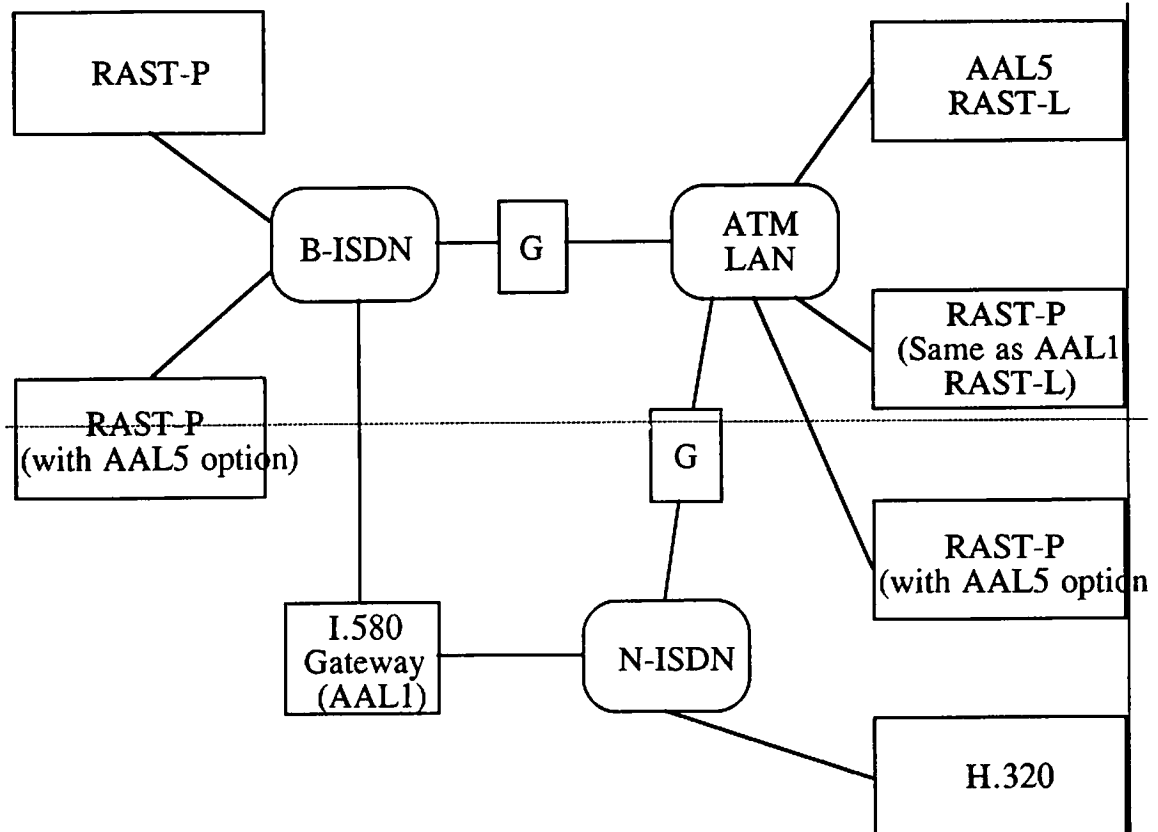 RAST-P
AAL5
RAST-L
B-ISDN
G
ATM
LAN
RAST-P
(Same as AAL1
RAST-L)
RAST-P
(with AAL5 option)
G
RAST-P
(with AAL5 option
I.580
Gateway
(AAL1)
N-ISDN
H.320